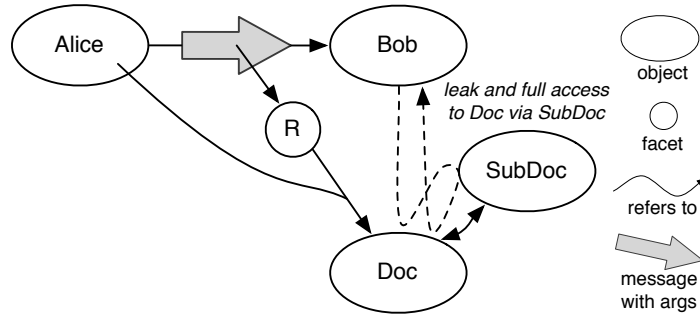 Alice
Bob
leak and full access
to Doc via SubDoc
R
SubDoc
Doc
object
facet
refers to
message
with args